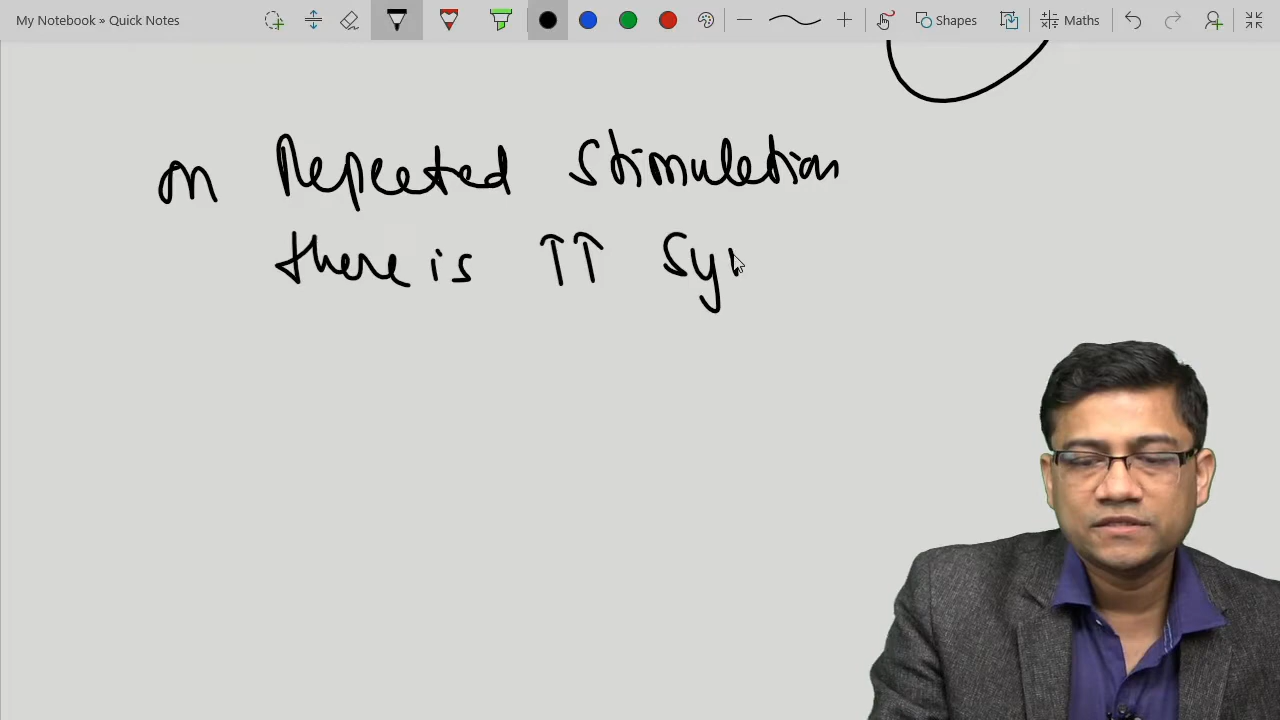 My Notebook » Quick Notes Shapes Maths
on Repeated Stimulation
there is ↑↑ Sy